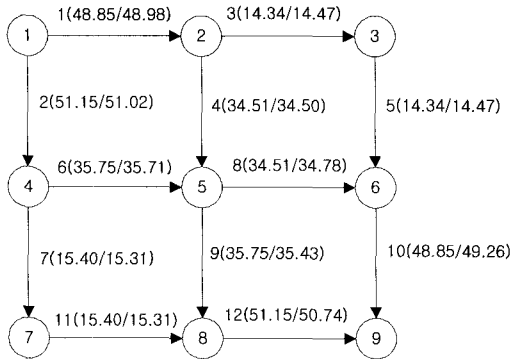 1(48.85/48.98) 3(14.34/14.47)
1 2 3
2(51.15/51.02) 4(34.51/34.50) 5(14.34/14.47)
6(35.75/35.71) 8(34.51/34.78)
4 5 6
7(15.40/15.31) 9(35.75/35.43) 10(48.85/49.26)
11(15.40/15.31) 12(51.15/50.74)
7 8 9